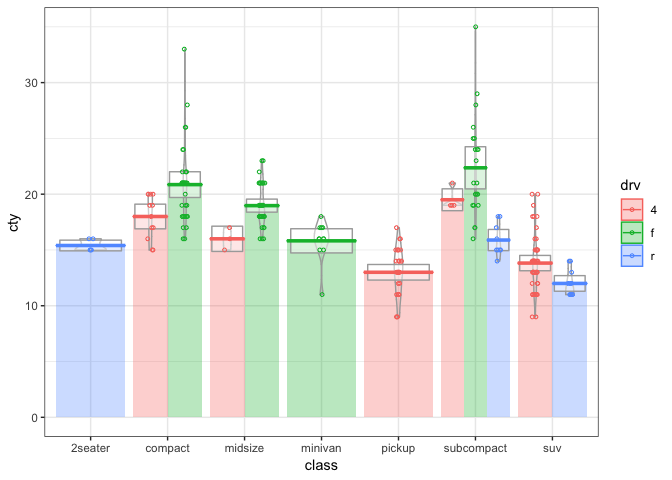 30
20
10
0
cty
2seater compact midsize minivan pickup subcompact suv
class
drv
4
f
r